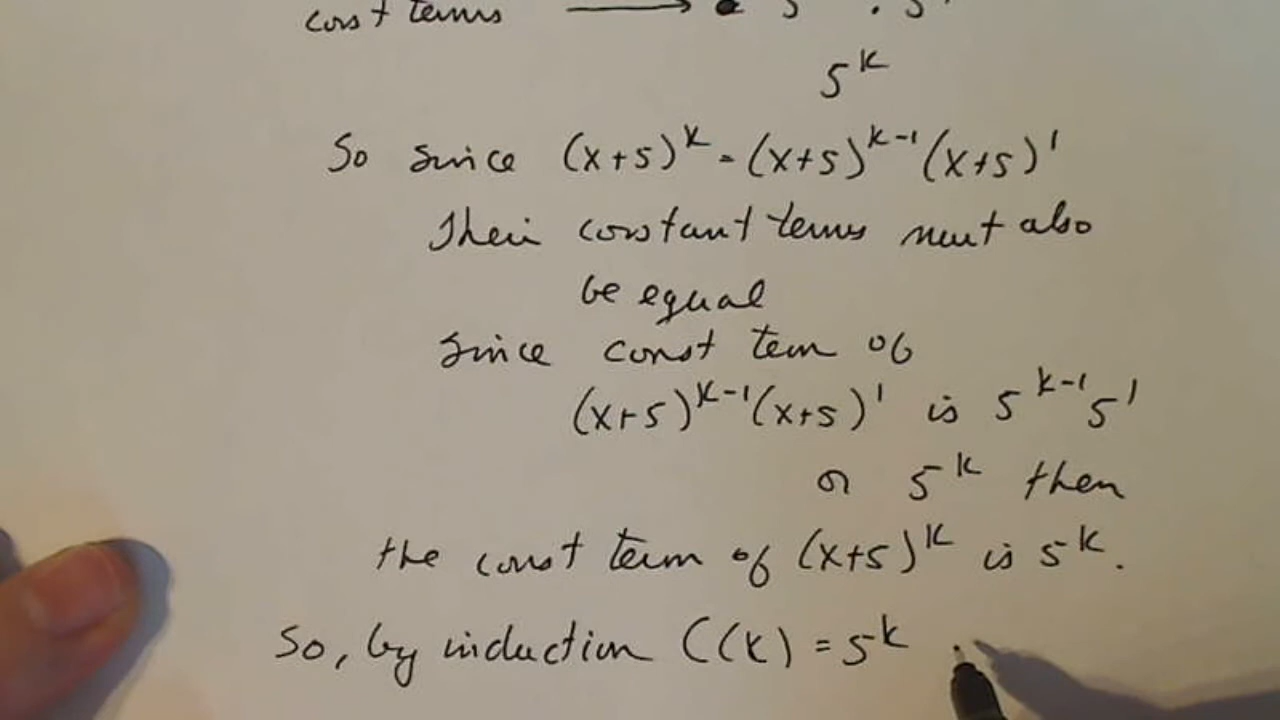 const terms → • 5 . 5
5^k
So since (x+5)^k = (x+5)^{k-1}(x+5)^1
Their constant terms must also
be equal
Since const term of
(x+5)^{k-1}(x+5)^1 is 5^{k-1}5^1
or 5^k then
the const term of (x+5)^k is 5^k.
So, by induction C(k) = 5^k